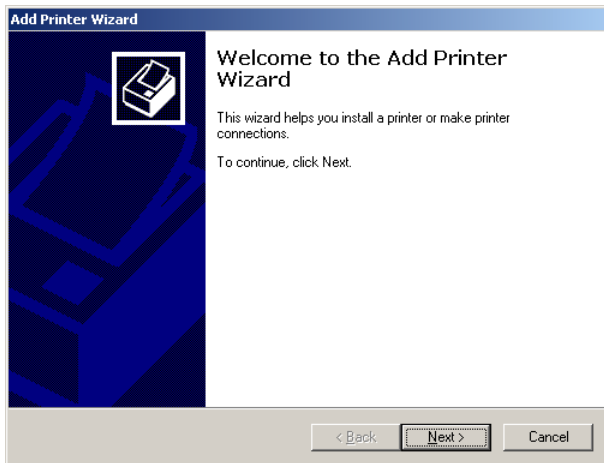 Add Printer Wizard
Welcome to the Add Printer
Wizard
This wizard helps you install a printer or make printer
connections.
To continue, click Next.
< Back Next > Cancel